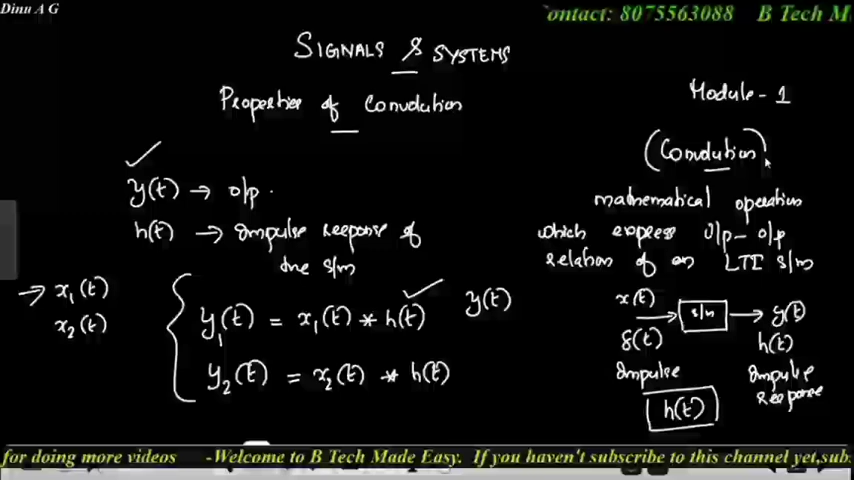 Dinu A G
ontact: 8075563088 B Tech M
SIGNALS & SYSTEMS
Properties of Convolution
Module - 1
(Convolution)
y(t) → o/p .
h(t) → Impulse Response of
the s/m
mathematical operation
which express I/p - o/p
relation of an LTI s/m
→ x₁(t)
x₂(t)
y₁(t) = x₁(t) * h(t)
y(t)
y₂(t) = x₂(t) * h(t)
x(t) → s/m → y(t)
δ(t) h(t)
Impulse Impulse
response
h(t)
for doing more videos -Welcome to B Tech Made Easy. If you haven't subscribe to this channel yet,sub